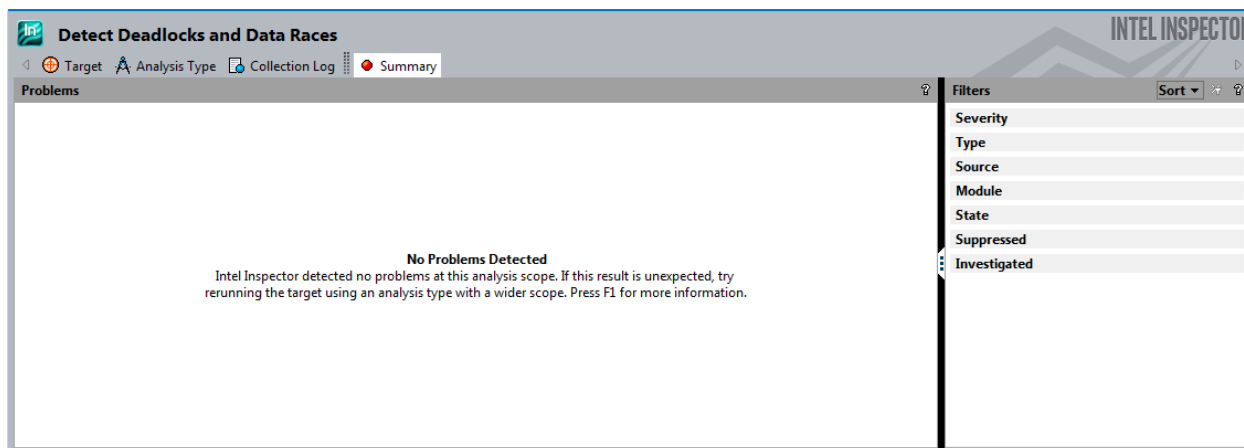 Detect Deadlocks and Data Races
INTEL INSPECTOR
Target Analysis Type Collection Log Summary
Problems ?
Filters Sort ?
Severity
Type
Source
Module
State
Suppressed
Investigated
No Problems Detected
Intel Inspector detected no problems at this analysis scope. If this result is unexpected, try
rerunning the target using an analysis type with a wider scope. Press F1 for more information.